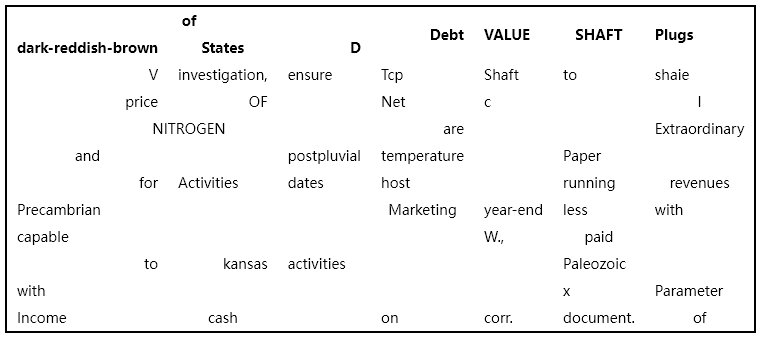 of
dark-reddish-brown States D Debt VALUE SHAFT Plugs
V investigation, ensure Tcp Shaft to shaie
price OF Net c I
NITROGEN are Extraordinary
and postpluvial temperature Paper
for Activities dates host running revenues
Precambrian Marketing year-end less with
capable W., paid
to kansas activities Paleozoic
with x Parameter
Income cash on corr. document. of